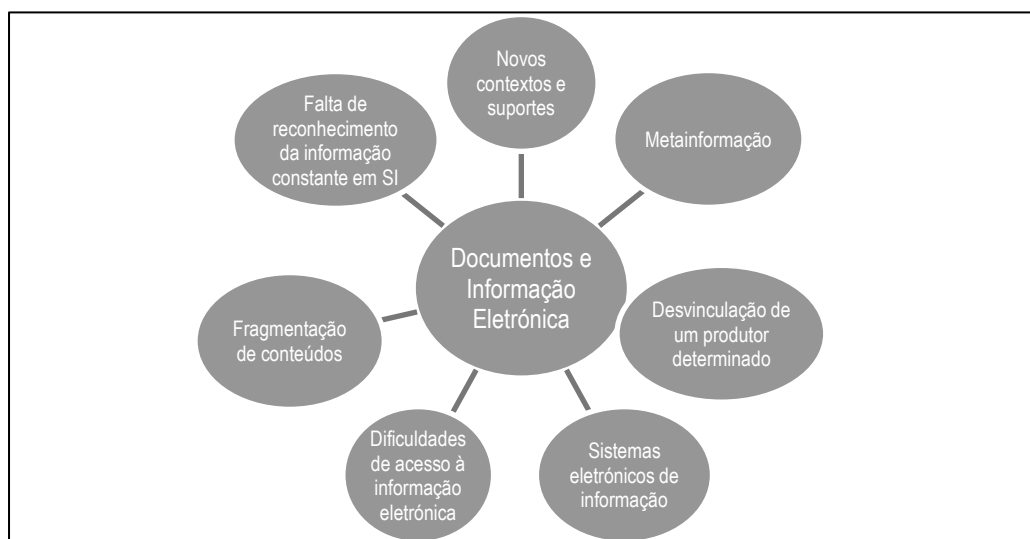 Novos
contextos e
suportes
Falta de
reconhecimento
da informação
constante em SI
Metainformação
Documentos e
Informação
Eletrónica
Fragmentação
de conteúdos
Desvinculação de
um produtor
determinado
Dificuldades
de acesso à
informação
eletrónica
Sistemas
eletrónicos de
informação